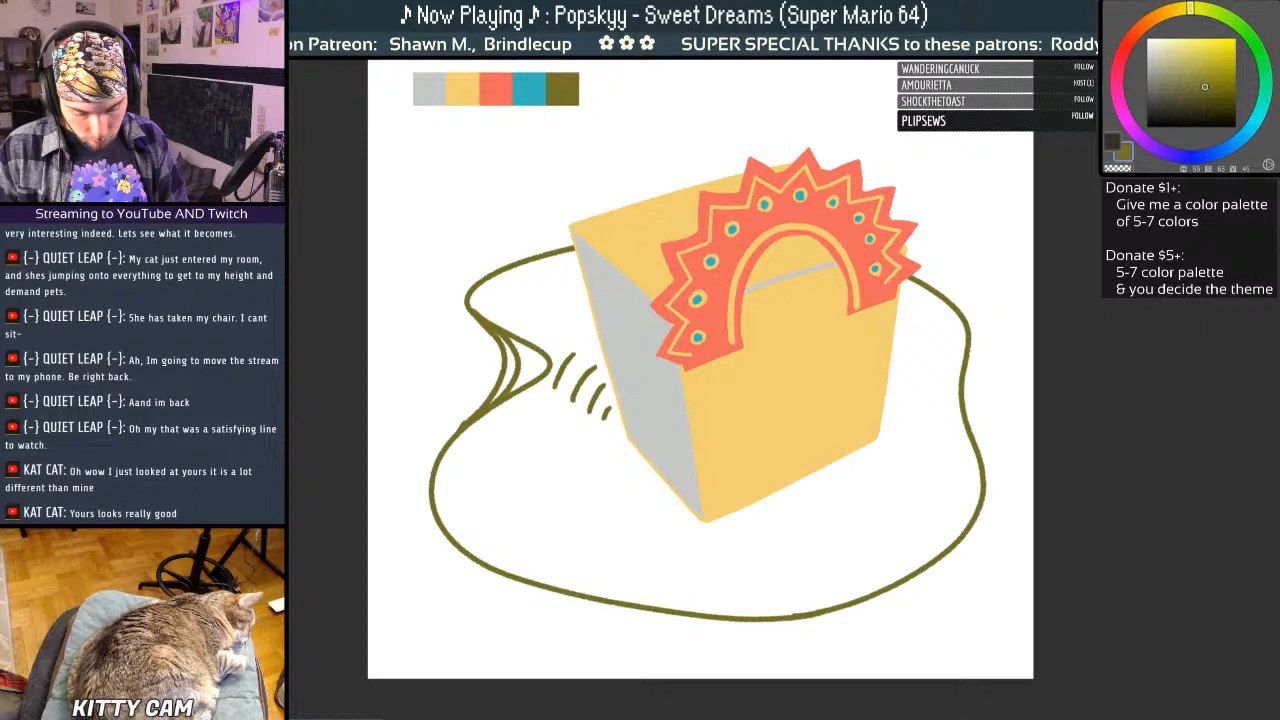 ♪ Now Playing ♪ : Popskyy - Sweet Dreams (Super Mario 64)
on Patreon: Shawn M., Brindlecup ✿ ✿ ✿ SUPER SPECIAL THANKS to these patrons: Roddy
WANDERINGCANUCK FOLLOW
AMOURIETTA HOST(1)
SHOCKTHETOAST FOLLOW
PLIPSEWS FOLLOW
Donate $1+:
Give me a color palette
of 5-7 colors
Donate $5+:
5-7 color palette
& you decide the theme
Streaming to YouTube AND Twitch
very interesting indeed. Lets see what it becomes.
{-} QUIET LEAP {-}: My cat just entered my room,
and shes jumping onto everything to get to my height and
demand pets.
{-} QUIET LEAP {-}: She has taken my chair. I cant
sit-
{-} QUIET LEAP {-}: Ah, Im going to move the stream
to my phone. Be right back.
{-} QUIET LEAP {-}: Aand im back
{-} QUIET LEAP {-}: Oh my that was a satisfying line
to watch.
KAT CAT: Oh wow I just looked at yours it is a lot
different than mine
KAT CAT: Yours looks really good
KITTY CAM